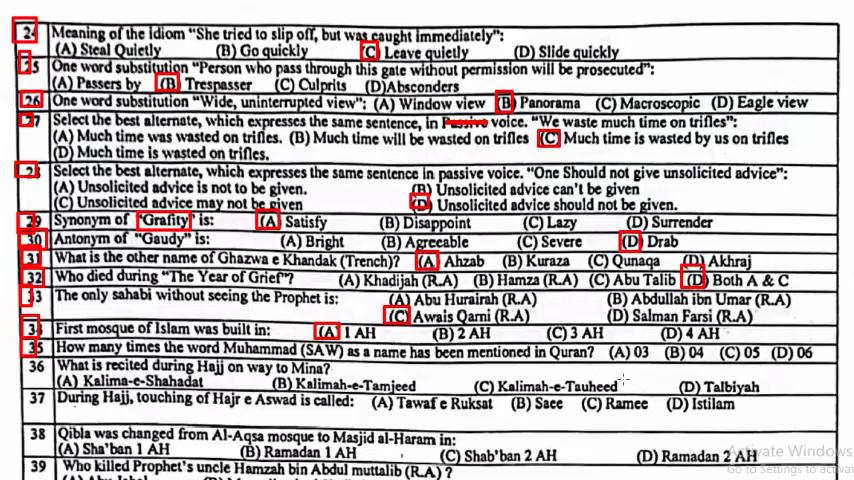 24 Meaning of the idiom "She tried to slip off, but was caught immediately":
(A) Steal Quietly (B) Go quickly (C) Leave quietly (D) Slide quickly
25 One word substitution "Person who pass through this gate without permission will be prosecuted":
(A) Passers by (B) Trespasser (C) Culprits (D)Absconders
26 One word substitution "Wide, uninterrupted view": (A) Window view (B) Panorama (C) Macroscopic (D) Eagle view
27 Select the best alternate, which expresses the same sentence, in Passive voice. "We waste much time on trifles":
(A) Much time was wasted on trifles. (B) Much time will be wasted on trifles (C) Much time is wasted by us on trifles
(D) Much time is wasted on trifles.
28 Select the best alternate, which expresses the same sentence in passive voice. "One Should not give unsolicited advice":
(A) Unsolicited advice is not to be given. (B) Unsolicited advice can't be given
(C) Unsolicited advice may not be given (D) Unsolicited advice should not be given.
29 Synonym of "Grafity" is: (A) Satisfy (B) Disappoint (C) Lazy (D) Surrender
30 Antonym of "Gaudy" is: (A) Bright (B) Agreeable (C) Severe (D) Drab
31 What is the other name of Ghazwa e Khandak (Trench)? (A) Ahzab (B) Kuraza (C) Qunaqa (D) Akhraj
32 Who died during "The Year of Grief"? (A) Khadijah (R.A) (B) Hamza (R.A) (C) Abu Talib (D) Both A & C
33 The only sahabi without seeing the Prophet is: (A) Abu Hurairah (R.A) (B) Abdullah ibn Umar (R.A)
(C) Awais Qarni (R.A) (D) Salman Farsi (R.A)
34 First mosque of Islam was built in: (A) 1 AH (B) 2 AH (C) 3 AH (D) 4 AH
35 How many times the word Muhammad (SAW) as a name has been mentioned in Quran? (A) 03 (B) 04 (C) 05 (D) 06
36 What is recited during Hajj on way to Mina?
(A) Kalima-e-Shahadat (B) Kalimah-e-Tamjeed (C) Kalimah-e-Tauheed (D) Talbiyah
37 During Hajj, touching of Hajr e Aswad is called: (A) Tawaf e Ruksat (B) Saee (C) Ramee (D) Istilam
38 Qibla was changed from Al-Aqsa mosque to Masjid al-Haram in:
(A) Sha'ban 1 AH (B) Ramadan 1 AH (C) Shab'ban 2 AH (D) Ramadan 2 AH
Activate Windows
Go to Settings to activat
39 Who killed Prophet's uncle Hamzah bin Abdul muttalib (R.A) ?